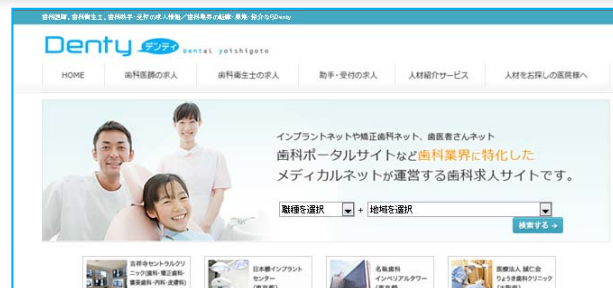 歯科医師、歯科衛生士、歯科助手・受付の求人情報／歯科業界の転職・就職・紹介ならDenty
Denty デンティ dental yoishigoto
HOME 歯科医師の求人 歯科衛生士の求人 助手・受付の求人 人材紹介サービス 人材をお探しの医院様へ
インプラントネットや矯正歯科ネット、歯医者さんネット
歯科ポータルサイトなど歯科業界に特化した
メディカルネットが運営する歯科求人サイトです。
職種を選択 + 地域を選択
検索する
吉祥寺セントラルクリ
ニック(歯科・矯正歯科・
審美歯科・内科・皮膚科)
日本橋インプラント
センター
(東京都)
名執歯科
インペリアルタワー
(東京都)
医療法人 誠仁会
りょうき歯科クリニック
(大阪府)